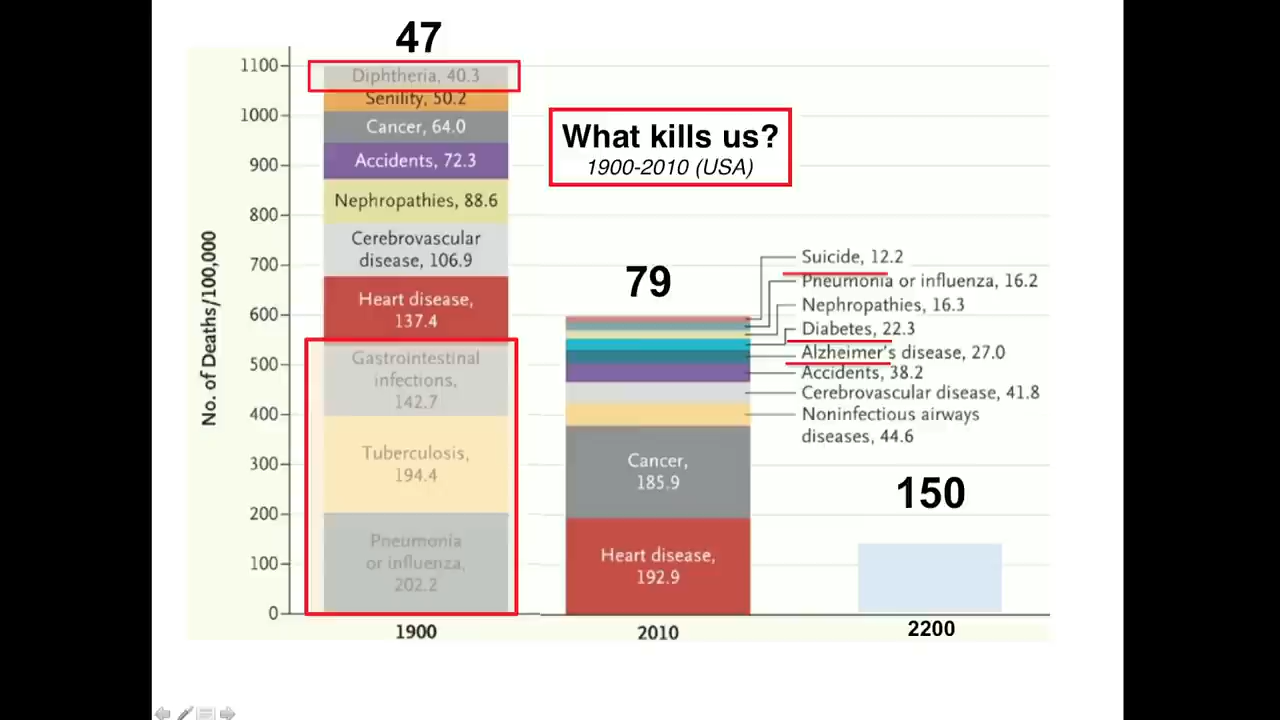 47
1100
1000
900
800
700
600
500
400
300
200
100
0
No. of Deaths/100,000
Diphtheria, 40.3
Senility, 50.2
Cancer, 64.0
Accidents, 72.3
Nephropathies, 88.6
Cerebrovascular
disease, 106.9
Heart disease,
137.4
Gastrointestinal
infections,
142.7
Tuberculosis,
194.4
Pneumonia
or influenza,
202.2
1900
What kills us?
1900-2010 (USA)
79
Suicide, 12.2
Pneumonia or influenza, 16.2
Nephropathies, 16.3
Diabetes, 22.3
Alzheimer's disease, 27.0
Accidents, 38.2
Cerebrovascular disease, 41.8
Noninfectious airways
diseases, 44.6
Cancer,
185.9
Heart disease,
192.9
2010
150
2200